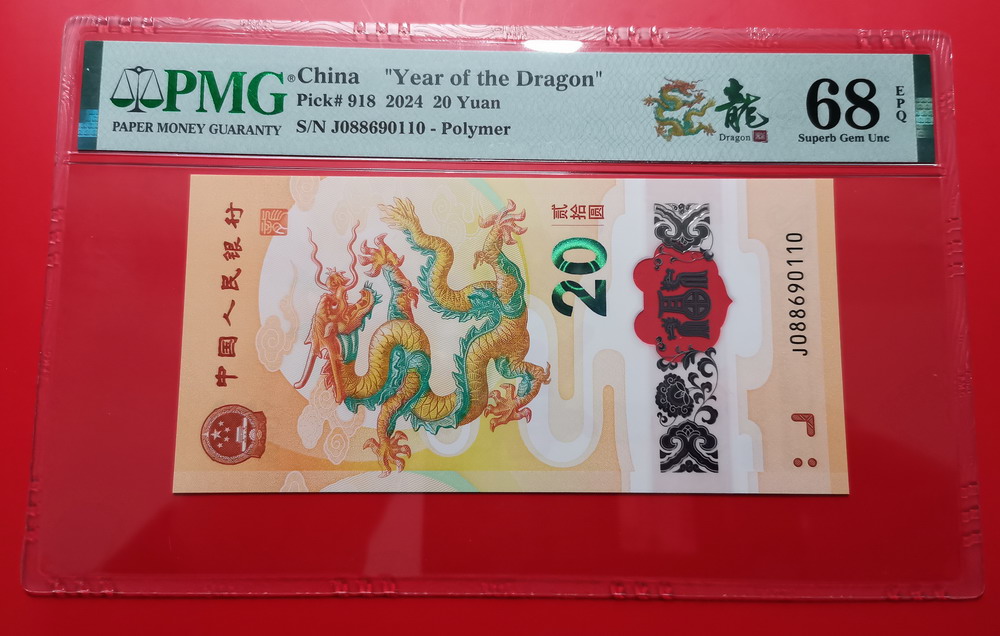 PMG®
PAPER MONEY GUARANTY
China "Year of the Dragon"
Pick# 918 2024 20 Yuan
S/N J088690110 - Polymer
龍
Dragon
68
EPQ
Superb Gem Unc
中国人民银行
贰拾圆
20
J088690110